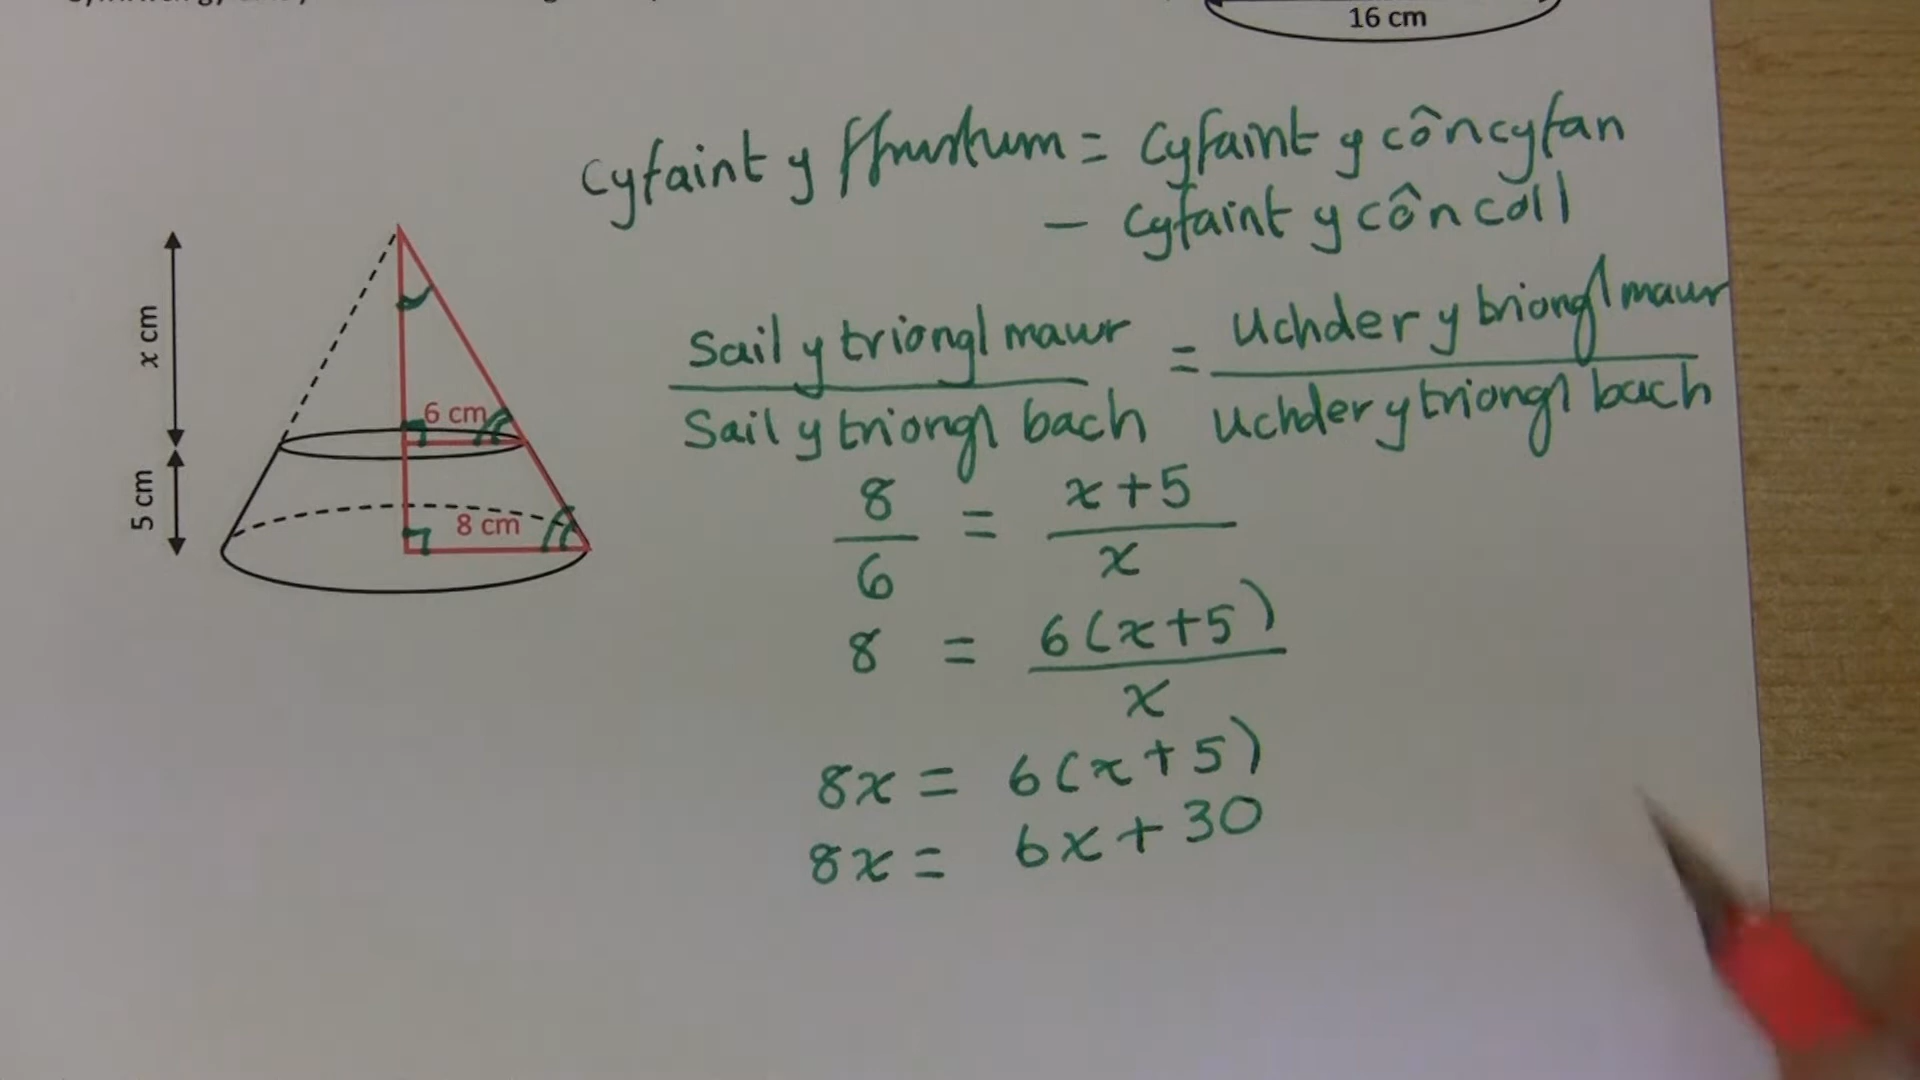 16 cm
Cyfaint y ffrwstwm = Cyfaint y côn cyfan
- Cyfaint y côn coll
x cm
5 cm
6 cm
8 cm
Sail y triongl mawr = Uchder y triongl mawr
Sail y triongl bach Uchder y triongl bach
8 = x+5
6 x
8 = 6(x+5)
x
8x = 6(x+5)
8x = 6x+30